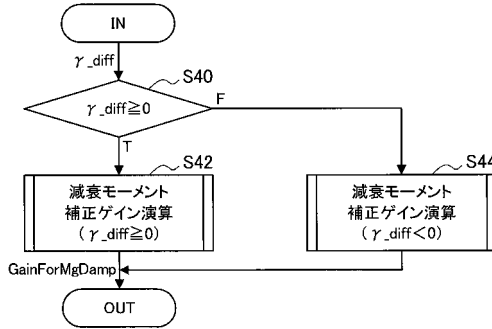 IN
γ_diff
S40
γ_diff≧0
F
T
S42
S44
減衰モーメント
補正ゲイン演算
(γ_diff≧0)
減衰モーメント
補正ゲイン演算
(γ_diff<0)
GainForMgDamp
OUT